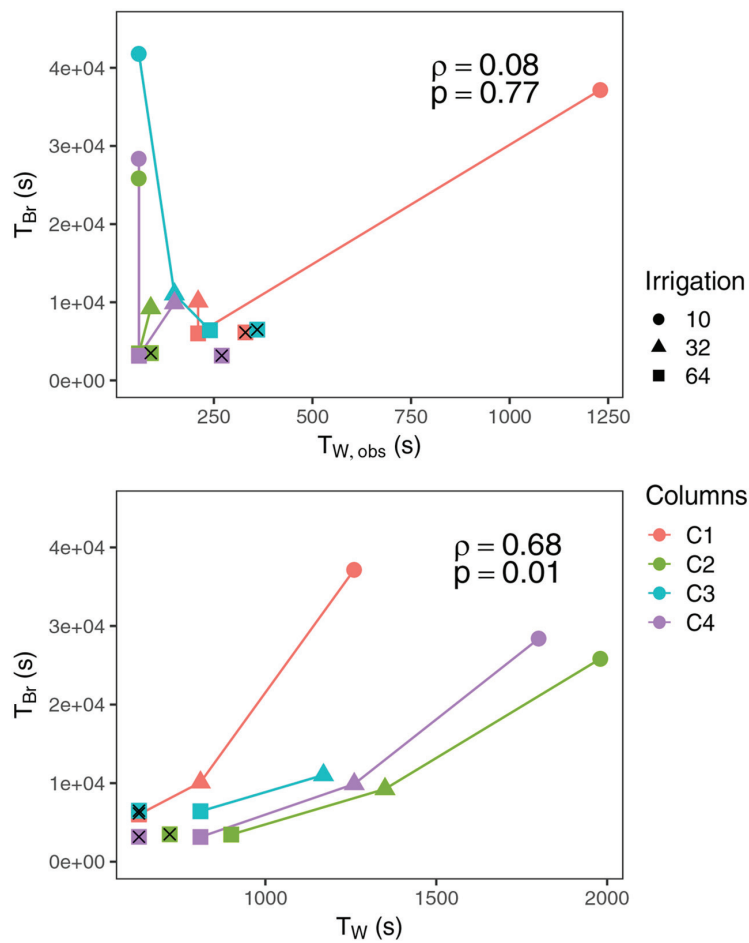 4e+04
3e+04
2e+04
1e+04
0e+00
T_Br (s)
ρ = 0.08
p = 0.77
250
500
750
1000
1250
T_W, obs (s)
Irrigation
10
32
64
4e+04
3e+04
2e+04
1e+04
0e+00
T_Br (s)
ρ = 0.68
p = 0.01
1000
1500
2000
T_W (s)
Columns
C1
C2
C3
C4